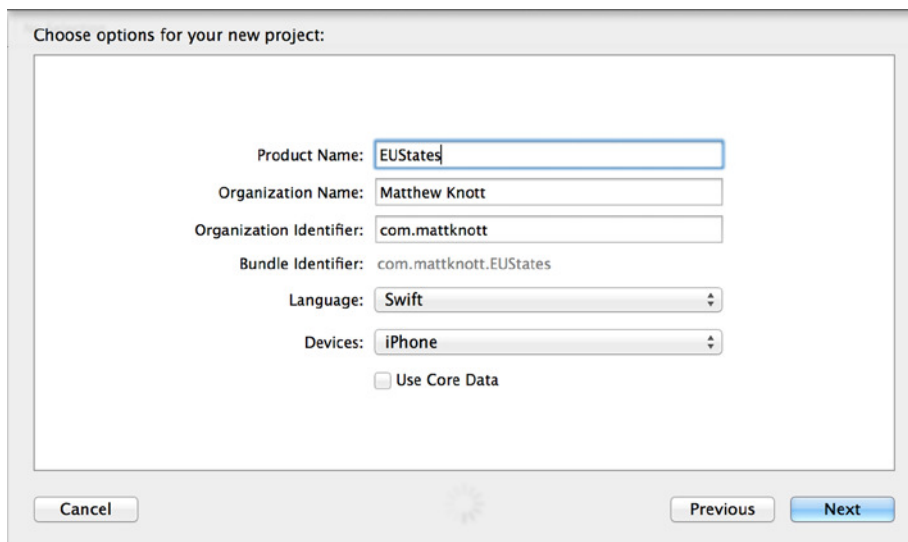 Choose options for your new project:
Product Name: EUStates
Organization Name: Matthew Knott
Organization Identifier: com.mattknott
Bundle Identifier: com.mattknott.EUStates
Language: Swift
Devices: iPhone
Use Core Data
Cancel Previous Next